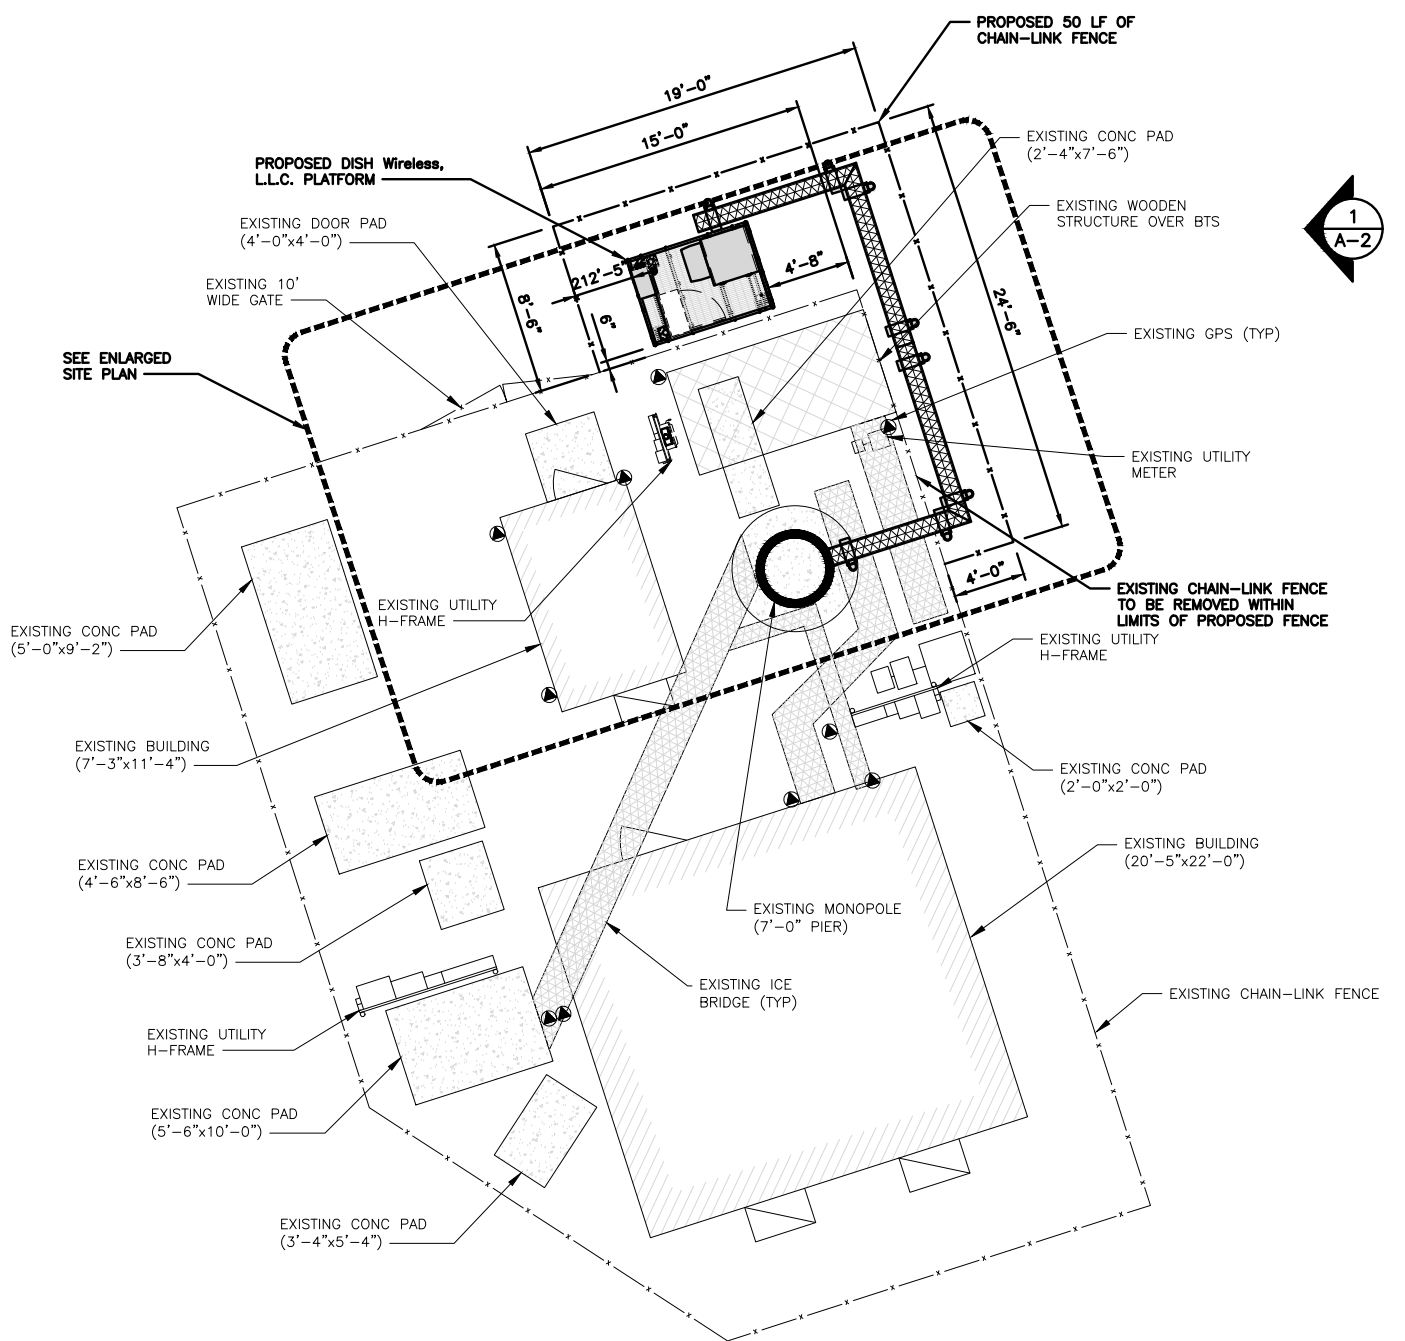 PROPOSED 50 LF OF
CHAIN-LINK FENCE
19'-0"
15'-0"
EXISTING CONC PAD
(2'-4"x7'-6")
PROPOSED DISH Wireless,
L.L.C. PLATFORM
EXISTING DOOR PAD
(4'-0"x4'-0")
EXISTING WOODEN
STRUCTURE OVER BTS
1
A-2
EXISTING 10'
WIDE GATE
212'-5"
4'-8"
8'-6"
6"
24'-6"
EXISTING GPS (TYP)
SEE ENLARGED
SITE PLAN
EXISTING UTILITY
METER
4'-0"
EXISTING CHAIN-LINK FENCE
TO BE REMOVED WITHIN
LIMITS OF PROPOSED FENCE
EXISTING UTILITY
H-FRAME
EXISTING CONC PAD
(5'-0"x9'-2")
EXISTING UTILITY
H-FRAME
EXISTING BUILDING
(7'-3"x11'-4")
EXISTING CONC PAD
(2'-0"x2'-0")
EXISTING BUILDING
(20'-5"x22'-0")
EXISTING CONC PAD
(4'-6"x8'-6")
EXISTING MONOPOLE
(7'-0" PIER)
EXISTING CONC PAD
(3'-8"x4'-0")
EXISTING ICE
BRIDGE (TYP)
EXISTING CHAIN-LINK FENCE
EXISTING UTILITY
H-FRAME
EXISTING CONC PAD
(5'-6"x10'-0")
EXISTING CONC PAD
(3'-4"x5'-4")